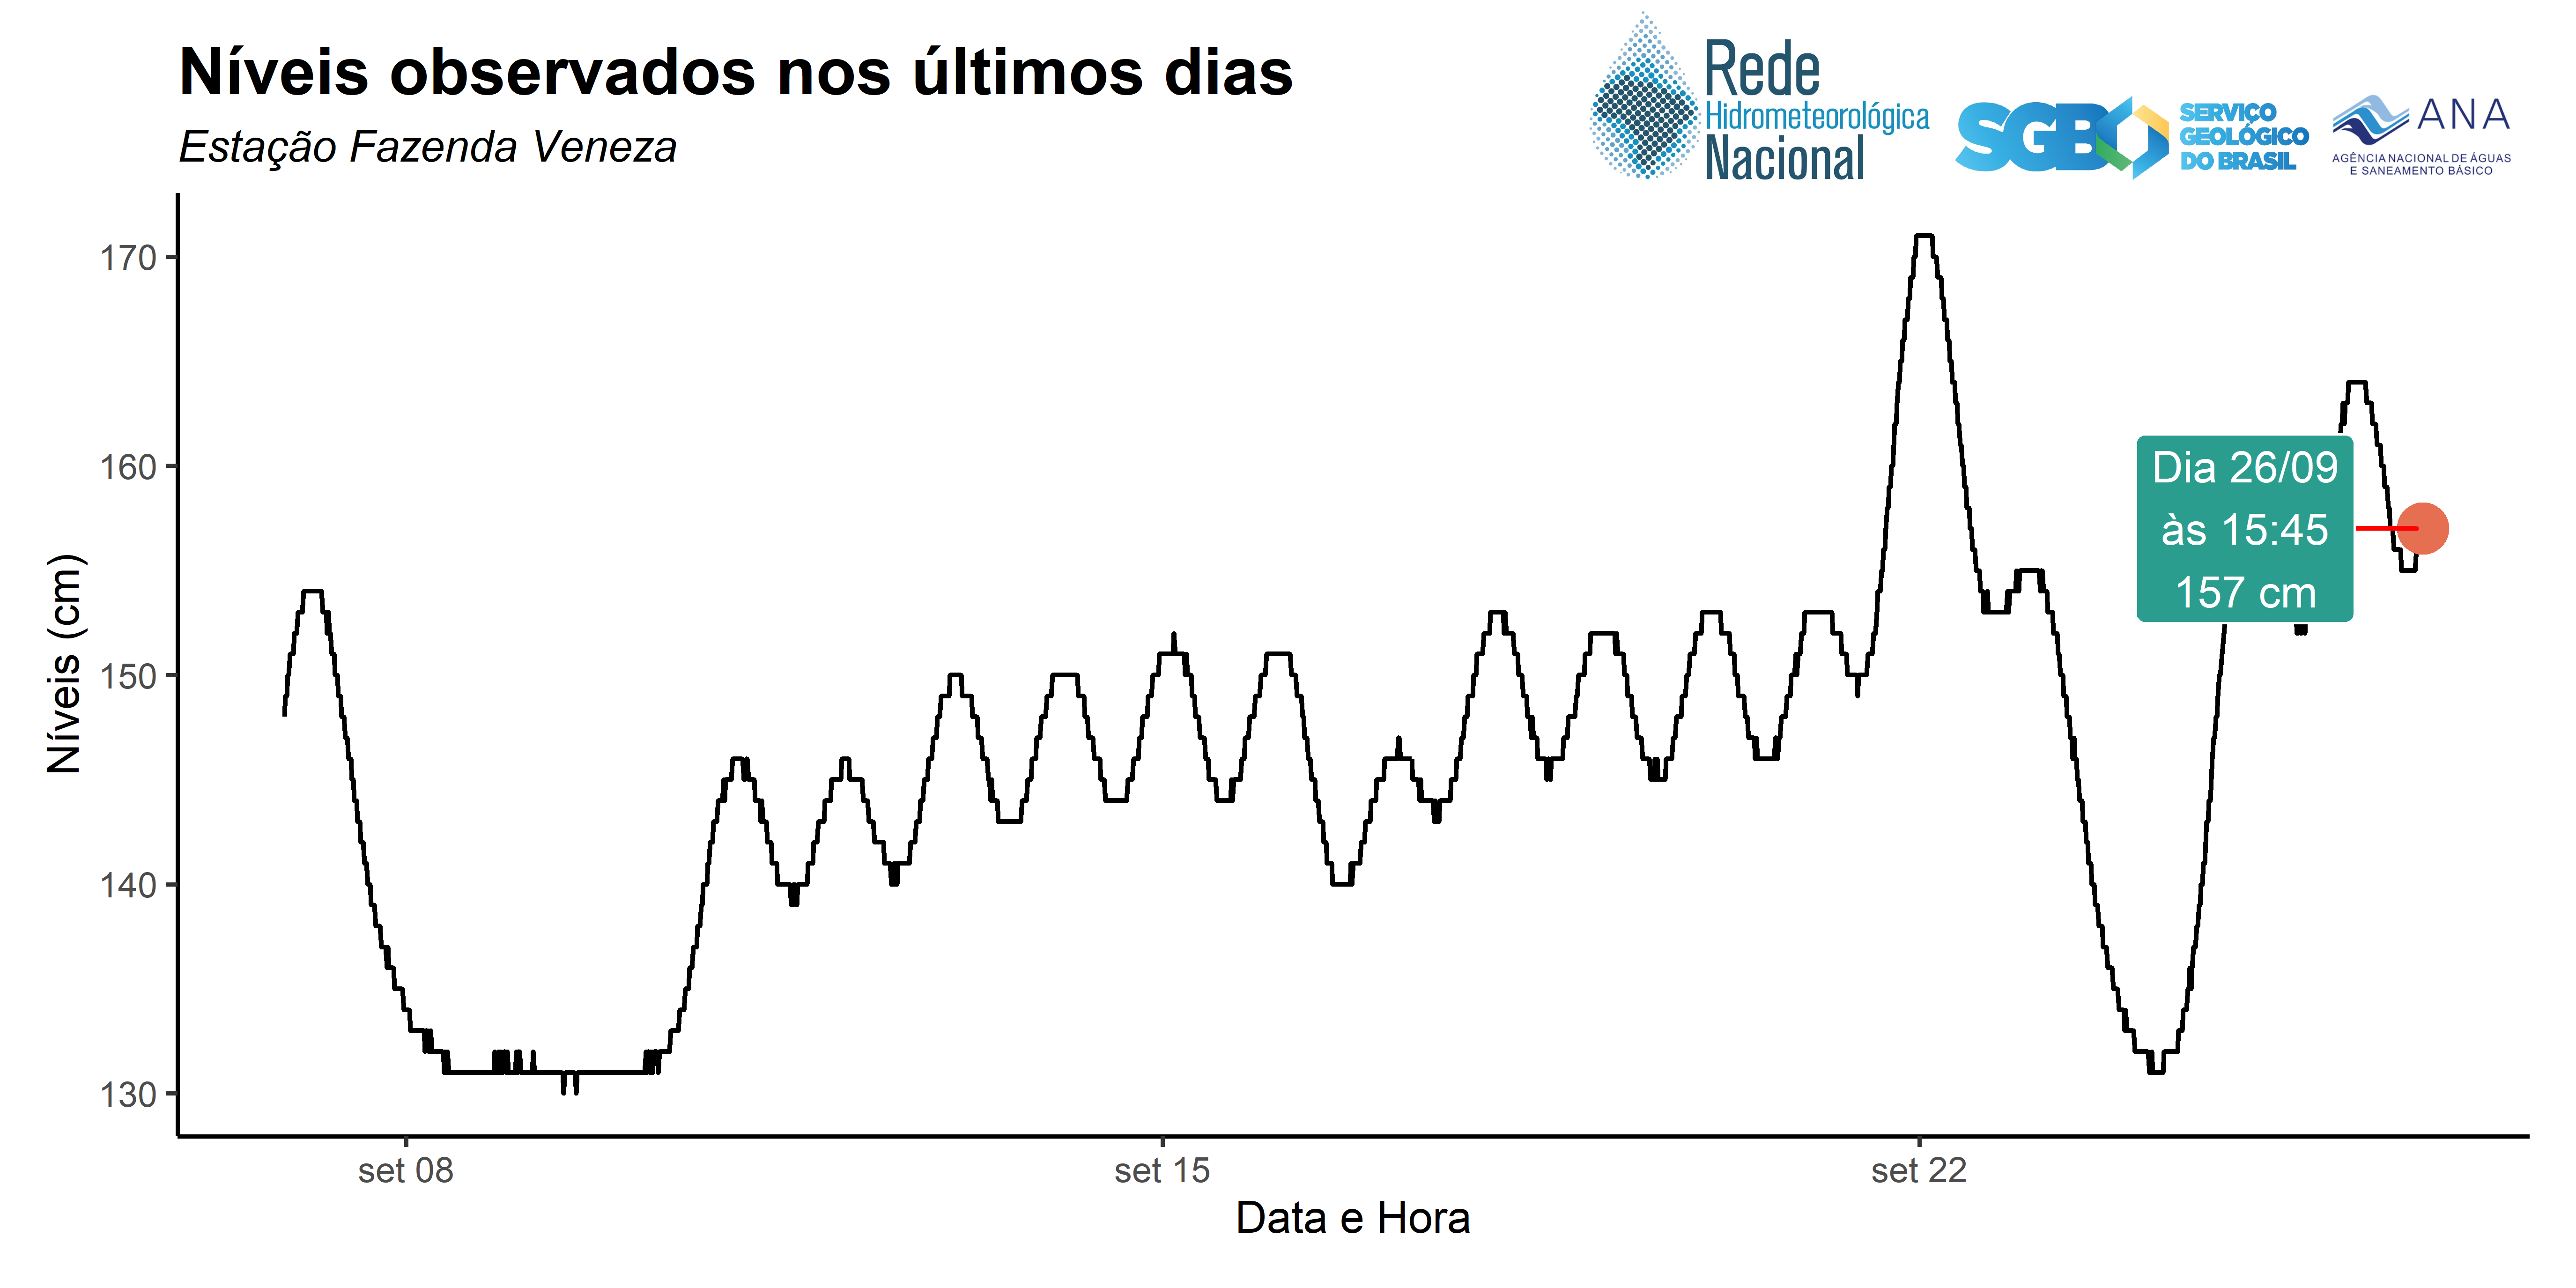 Níveis observados nos últimos dias
Estação Fazenda Veneza
Rede
Hidrometeorológica
Nacional
SGB
SERVIÇO
GEOLÓGICO
DO BRASIL
ANA
AGÊNCIA NACIONAL DE ÁGUAS
E SANEAMENTO BÁSICO
Níveis (cm)
170
160
150
140
130
Dia 26/09
às 15:45
157 cm
set 08
set 15
set 22
Data e Hora